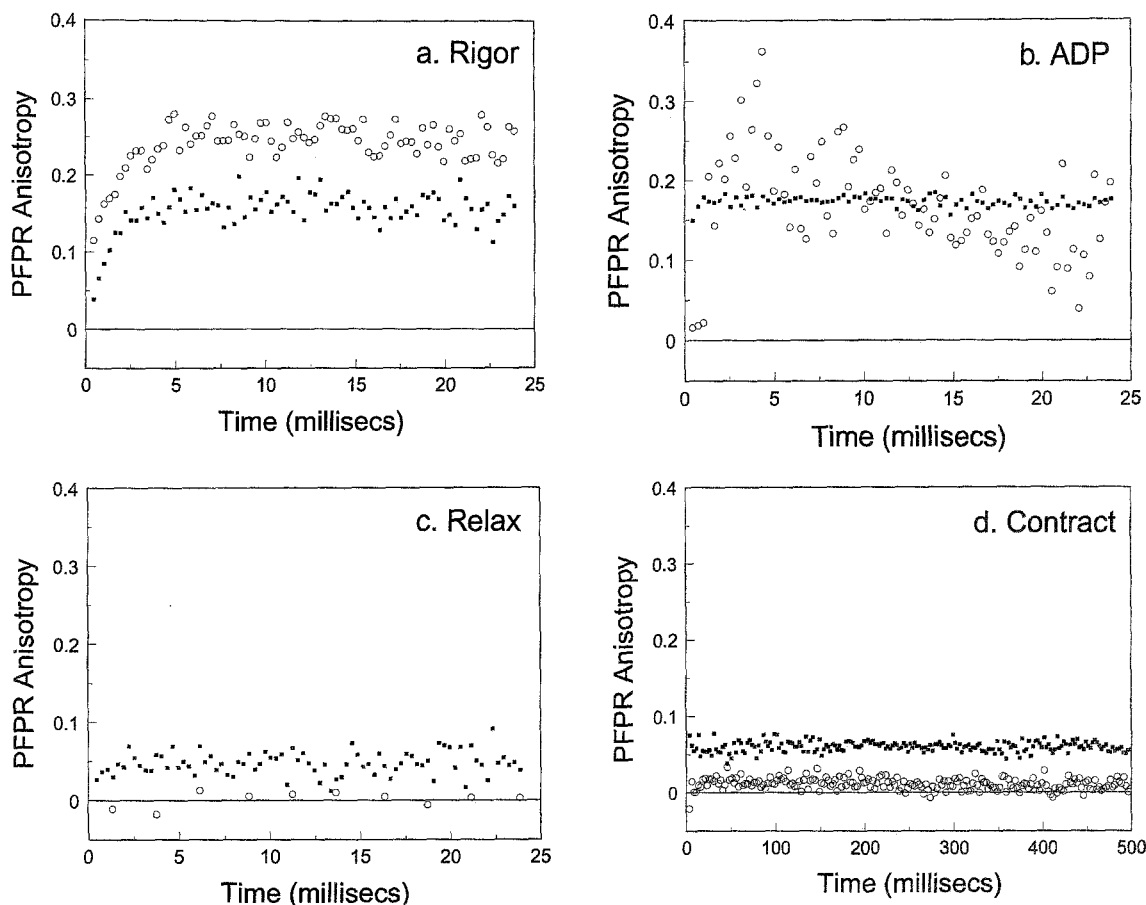 a. Rigor
PFPR Anisotropy
0.4
0.3
0.2
0.1
0
0 5 10 15 20 25
Time (millisecs)
b. ADP
PFPR Anisotropy
0.4
0.3
0.2
0.1
0
0 5 10 15 20 25
Time (millisecs)
c. Relax
PFPR Anisotropy
0.4
0.3
0.2
0.1
0
0 5 10 15 20 25
Time (millisecs)
d. Contract
PFPR Anisotropy
0.4
0.3
0.2
0.1
0
0 100 200 300 400 500
Time (millisecs)